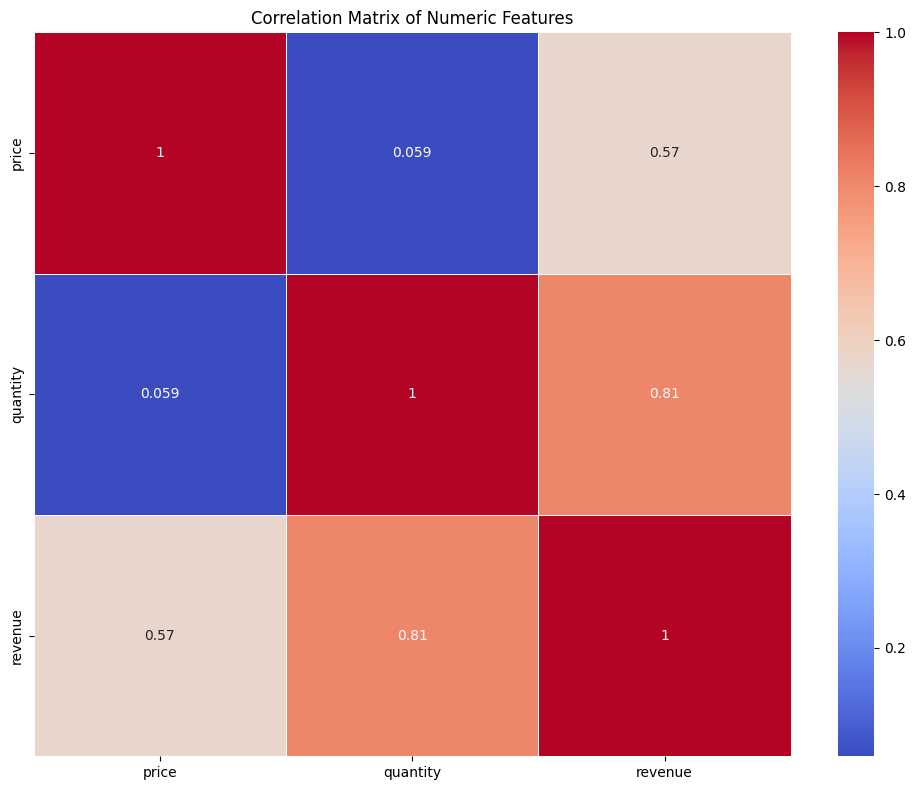 Correlation Matrix of Numeric Features
price
1
0.059
0.57
quantity
0.059
1
0.81
revenue
0.57
0.81
1
price
quantity
revenue
1.0
0.8
0.6
0.4
0.2